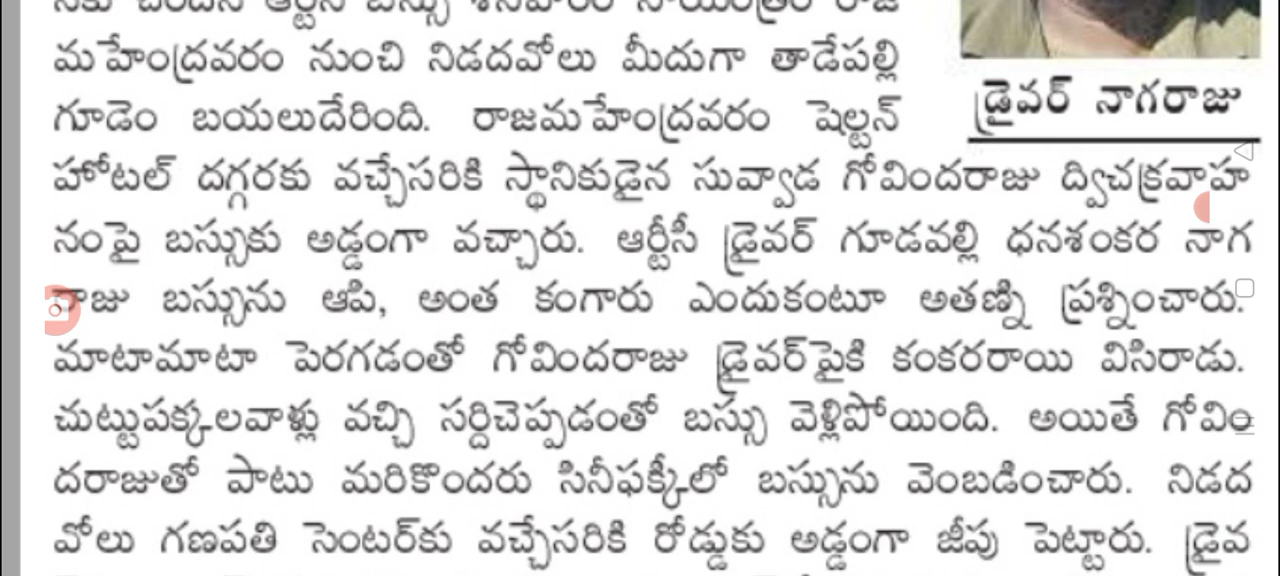 మహేంద్రవరం నుంచి నిడదవోలు మీదుగా తాడేపల్లి
గూడెం బయలుదేరింది. రాజమహేంద్రవరం షెల్టన్
డ్రైవర్ నాగరాజు
హోటల్ దగ్గరకు వచ్చేసరికి స్థానికుడైన సువ్వాడ గోవిందరాజు ద్విచక్రవాహ
నంపై బస్సుకు అడ్డంగా వచ్చారు. ఆర్టీసీ డ్రైవర్ గూడవల్లి ధనశంకర నాగ
రాజు బస్సును ఆపి, అంత కంగారు ఎందుకంటూ అతణ్ని ప్రశ్నించారు.
మాటామాటా పెరగడంతో గోవిందరాజు డ్రైవర్‌పైకి కంకరరాయి విసిరాడు.
చుట్టుపక్కలవాళ్లు వచ్చి సర్దిచెప్పడంతో బస్సు వెళ్లిపోయింది. అయితే గోవిం
దరాజుతో పాటు మరికొందరు సినీఫక్కీలో బస్సును వెంబడించారు. నిడద
వోలు గణపతి సెంటర్‌కు వచ్చేసరికి రోడ్డుకు అడ్డంగా జీపు పెట్టారు. డ్రైవ